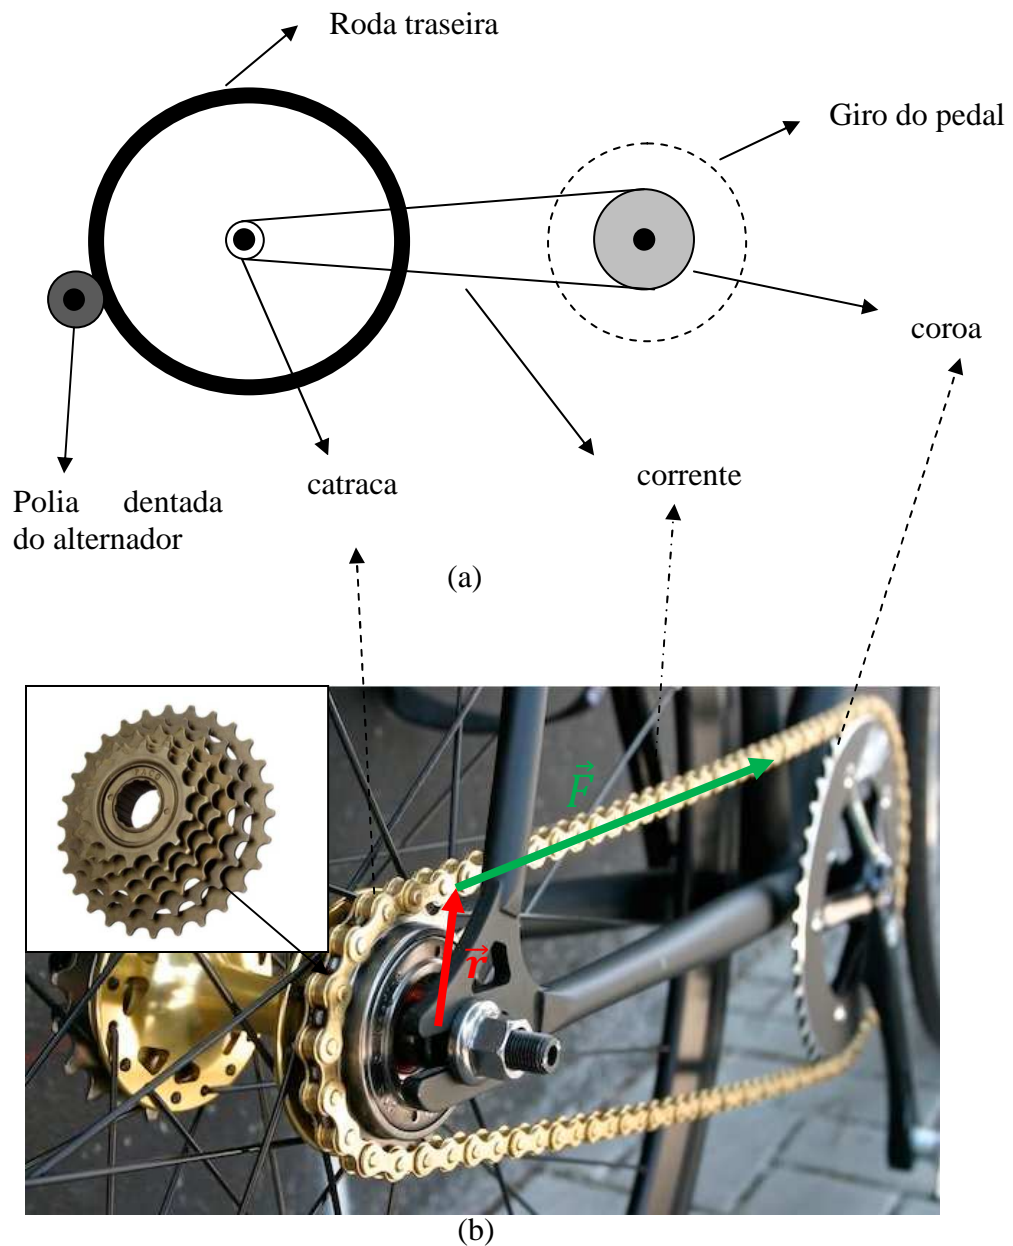 Roda traseira
Giro do pedal
coroa
catraca
corrente
Polia dentada
do alternador
(a)
F
r
(b)